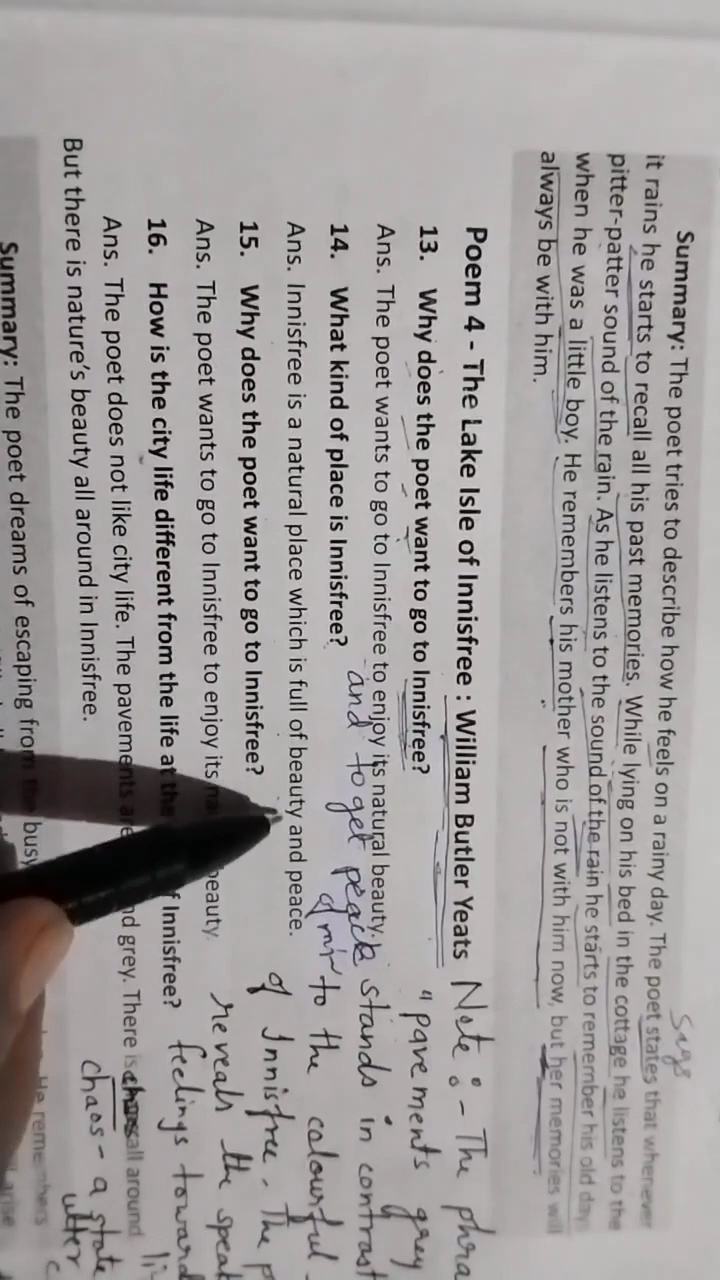 Summary: The poet tries to describe how he feels on a rainy day. The poet states that whenever
says
it rains he starts to recall all his past memories. While lying on his bed in the cottage he listens to the
pitter-patter sound of the rain. As he listens to the sound of the rain he starts to remember his old days
when he was a little boy. He remembers his mother who is not with him now, but her memories will
always be with him.
Poem 4 - The Lake Isle of Innisfree : William Butler Yeats
13. Why does the poet want to go to Innisfree?
Ans. The poet wants to go to Innisfree to enjoy its natural beauty.
and to get peace of
14. What kind of place is Innisfree?
Ans. Innisfree is a natural place which is full of beauty and peace.
15. Why does the poet want to go to Innisfree?
Ans. The poet wants to go to Innisfree to enjoy its beauty.
16. How is the city life different from the life at the of Innisfree?
Ans. The poet does not like city life. The pavements are and grey. There is all around
But there is nature's beauty all around in Innisfree.
Summary: The poet dreams of escaping from the busy He remembers
Note :- The
"pavements grey
stands in contrast
to the colourful
of Innisfree. The
reveals the
feelings
chaos - a state
utter